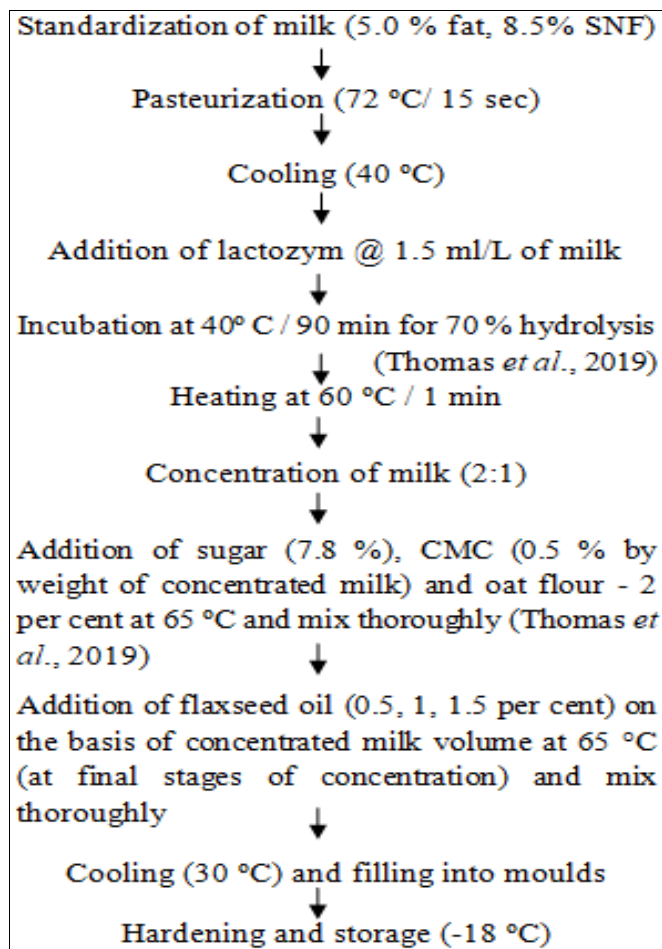 Standardization of milk (5.0 % fat, 8.5% SNF)
Pasteurization (72 °C/ 15 sec)
Cooling (40 °C)
Addition of lactozym @ 1.5 ml/L of milk
Incubation at 40º C / 90 min for 70 % hydrolysis
(Thomas et al., 2019)
Heating at 60 °C / 1 min
Concentration of milk (2:1)
Addition of sugar (7.8 %), CMC (0.5 % by
weight of concentrated milk) and oat flour - 2
per cent at 65 °C and mix thoroughly (Thomas et
al., 2019)
Addition of flaxseed oil (0.5, 1, 1.5 per cent) on
the basis of concentrated milk volume at 65 °C
(at final stages of concentration) and mix
thoroughly
Cooling (30 °C) and filling into moulds
Hardening and storage (-18 °C)